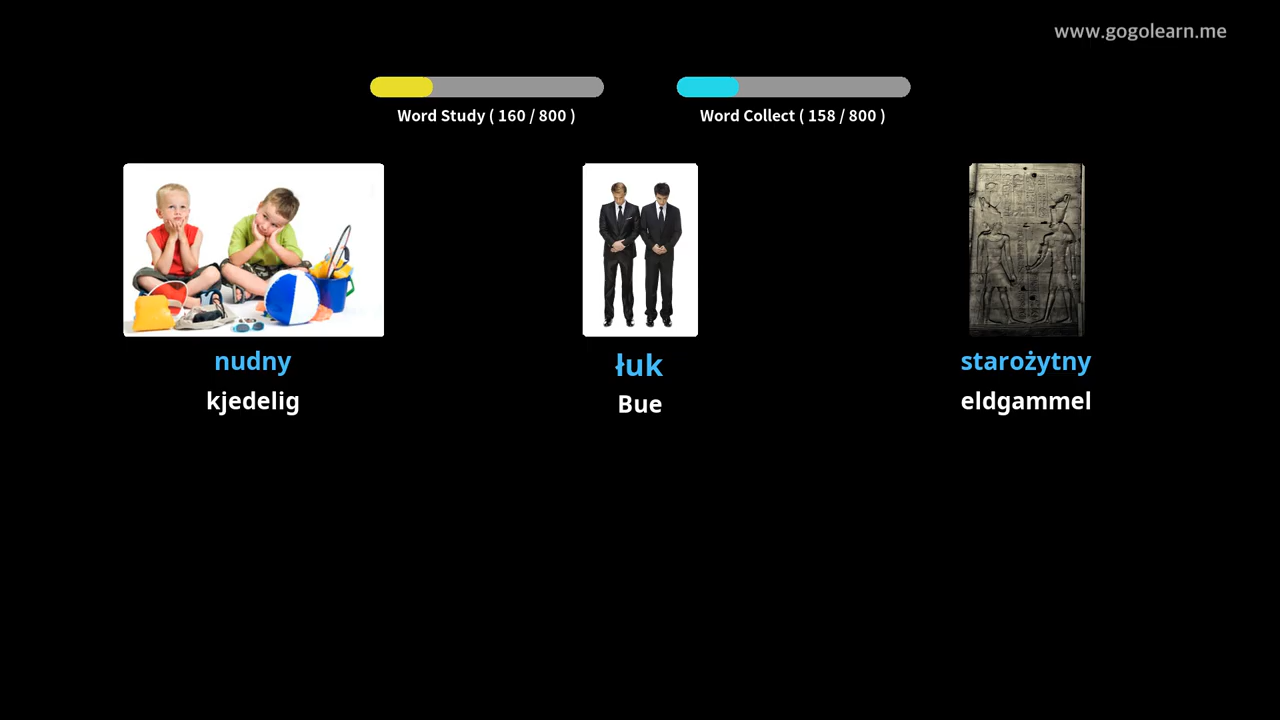 www.gogolearn.me
Word Study ( 160 / 800 )
Word Collect ( 158 / 800 )
nudny
łuk
starożytny
kjedelig
Bue
eldgammel